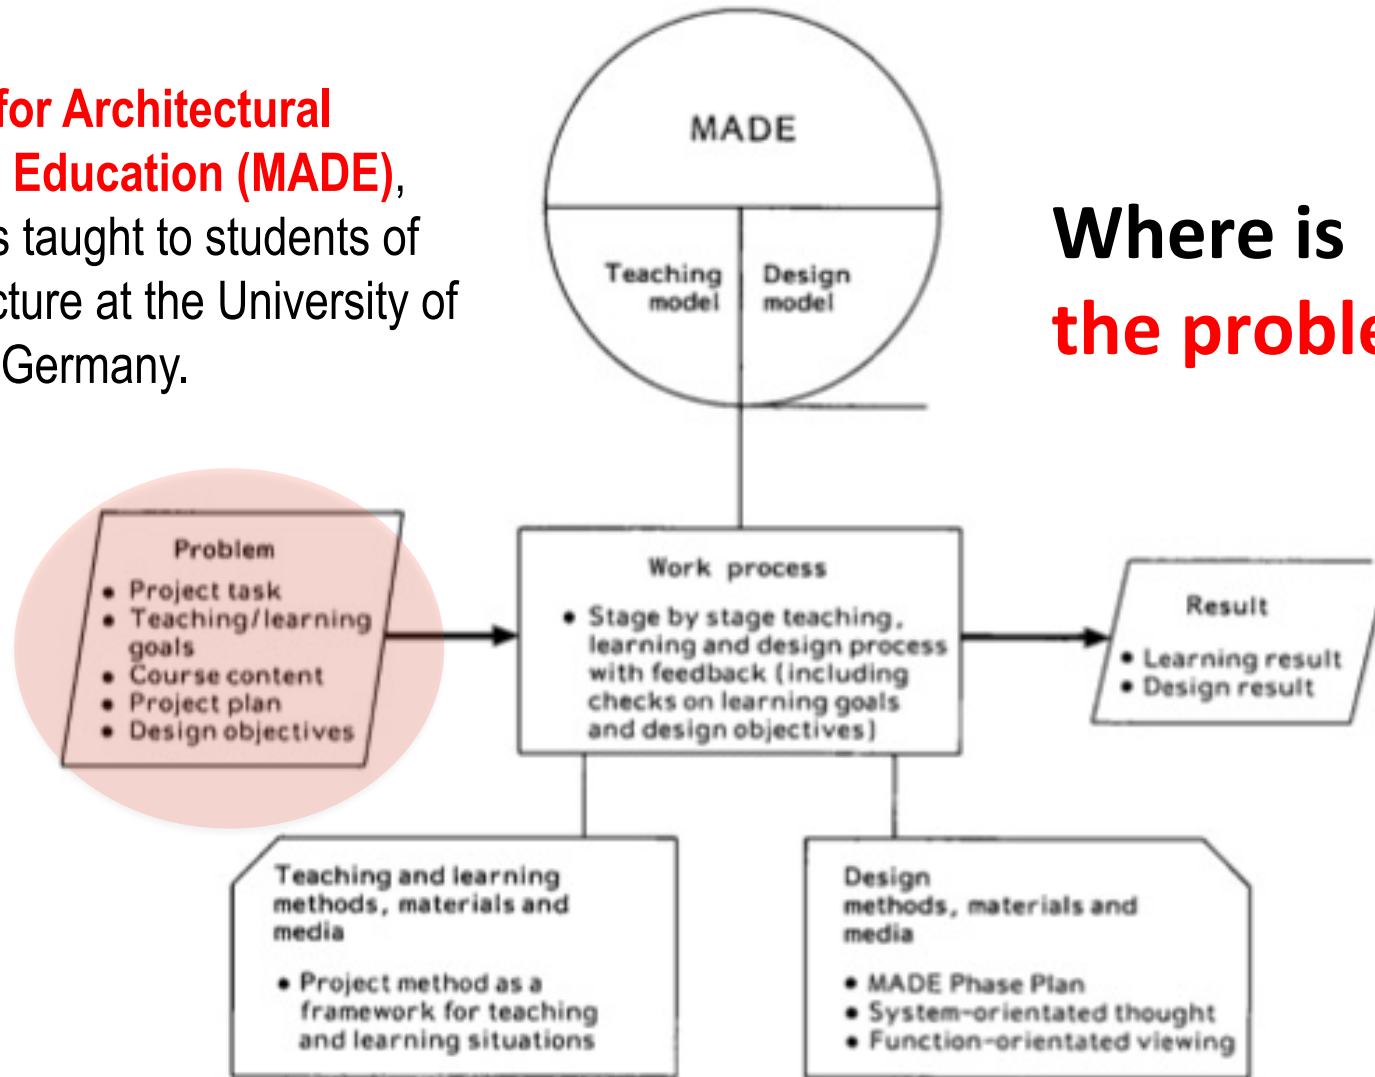 for Architectural
Education (MADE),
s taught to students of
cture at the University of
Germany.
MADE
Teaching
model
Design
model
Where is
the proble
Problem
• Project task
• Teaching/learning
goals
• Course content
• Project plan
• Design objectives
Work process
• Stage by stage teaching,
learning and design process
with feedback (including
checks on learning goals
and design objectives)
Result
• Learning result
• Design result
Teaching and learning
methods, materials and
media
• Project method as a
framework for teaching
and learning situations
Design
methods, materials and
media
• MADE Phase Plan
• System-orientated thought
• Function-orientated viewing